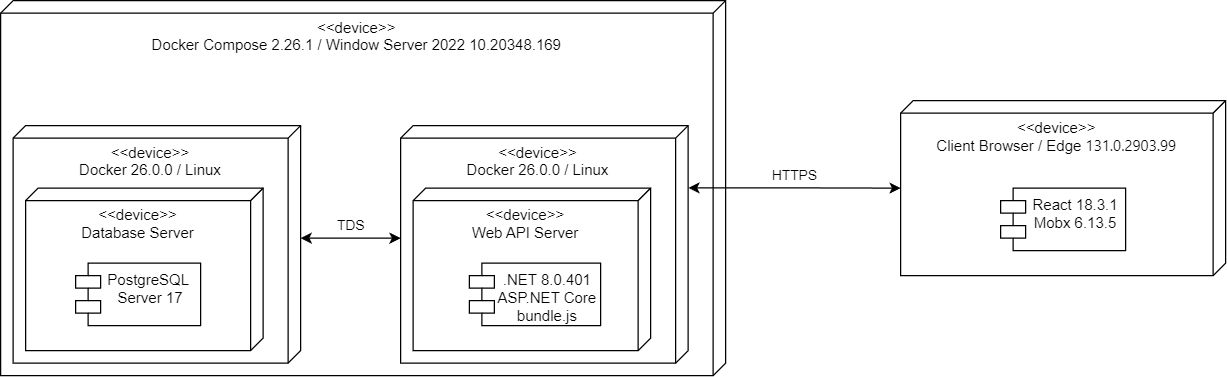 <<device>>
Docker Compose 2.26.1 / Window Server 2022 10.20348.169
<<device>>
Docker 26.0.0 / Linux
<<device>>
Database Server
PostgreSQL
Server 17
TDS
<<device>>
Docker 26.0.0 / Linux
<<device>>
Web API Server
.NET 8.0.401
ASP.NET Core
bundle.js
HTTPS
<<device>>
Client Browser / Edge 131.0.2903.99
React 18.3.1
Mobx 6.13.5